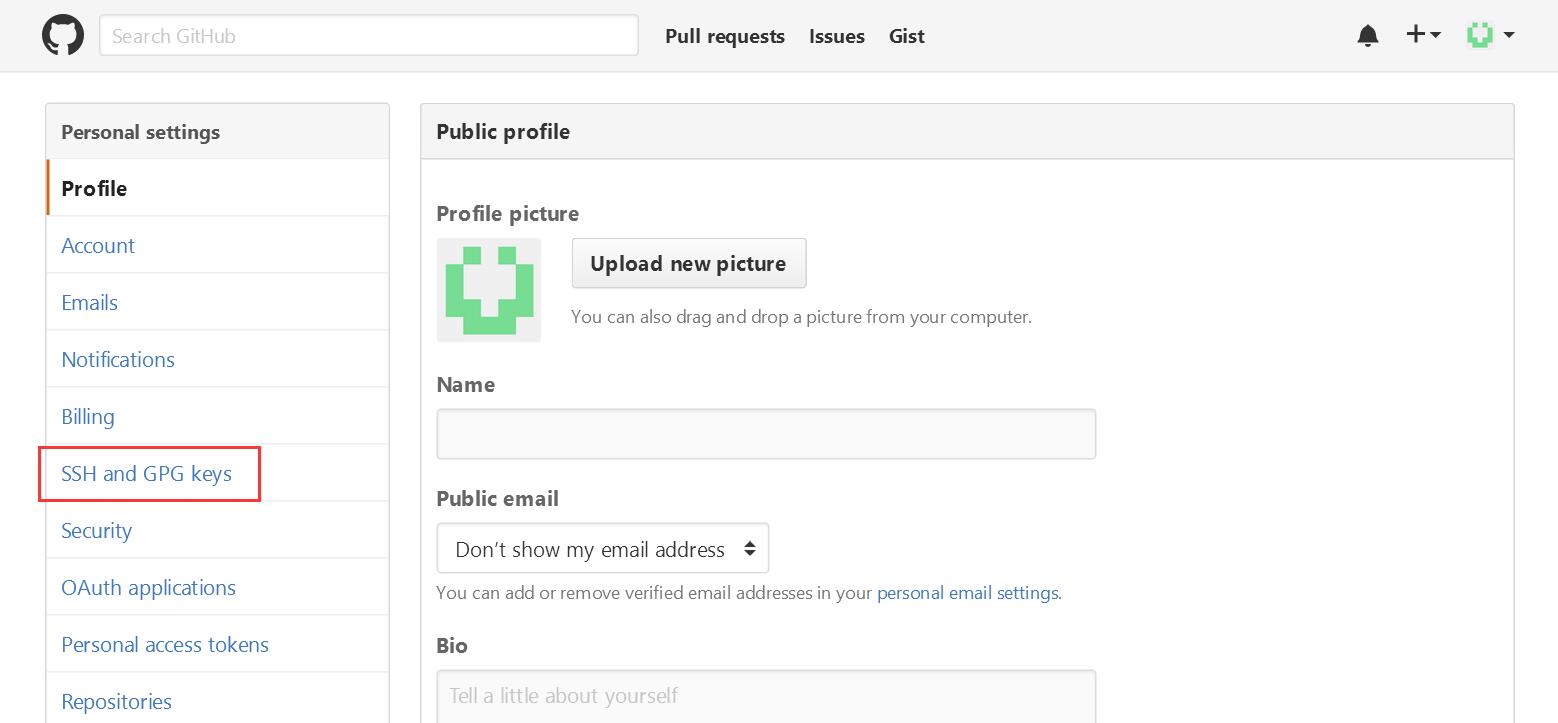 Search GitHub
Pull requests
Issues
Gist
Personal settings
Profile
Account
Emails
Notifications
Billing
SSH and GPG keys
Security
OAuth applications
Personal access tokens
Repositories
Public profile
Profile picture
Upload new picture
You can also drag and drop a picture from your computer.
Name
Public email
Don’t show my email address
You can add or remove verified email addresses in your personal email settings.
Bio
Tell a little about yourself